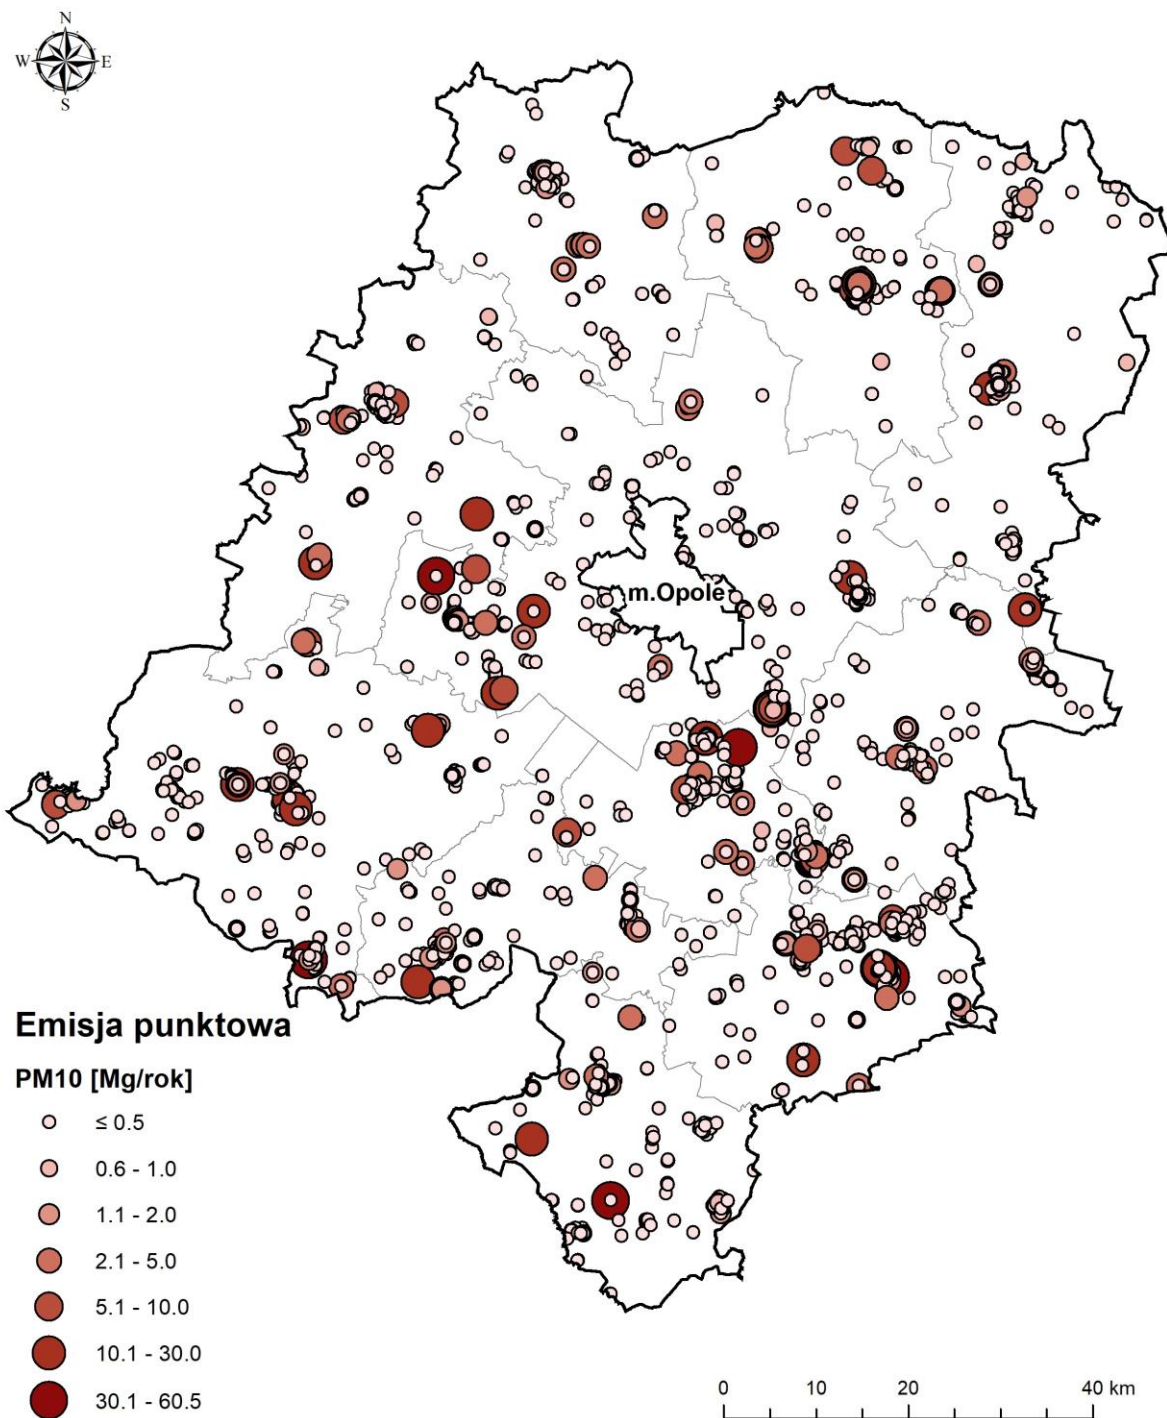 N
W E
S
m.Opole
Emisja punktowa
PM10 [Mg/rok]
≤ 0.5
0.6 - 1.0
1.1 - 2.0
2.1 - 5.0
5.1 - 10.0
10.1 - 30.0
30.1 - 60.5
0 10 20 40 km